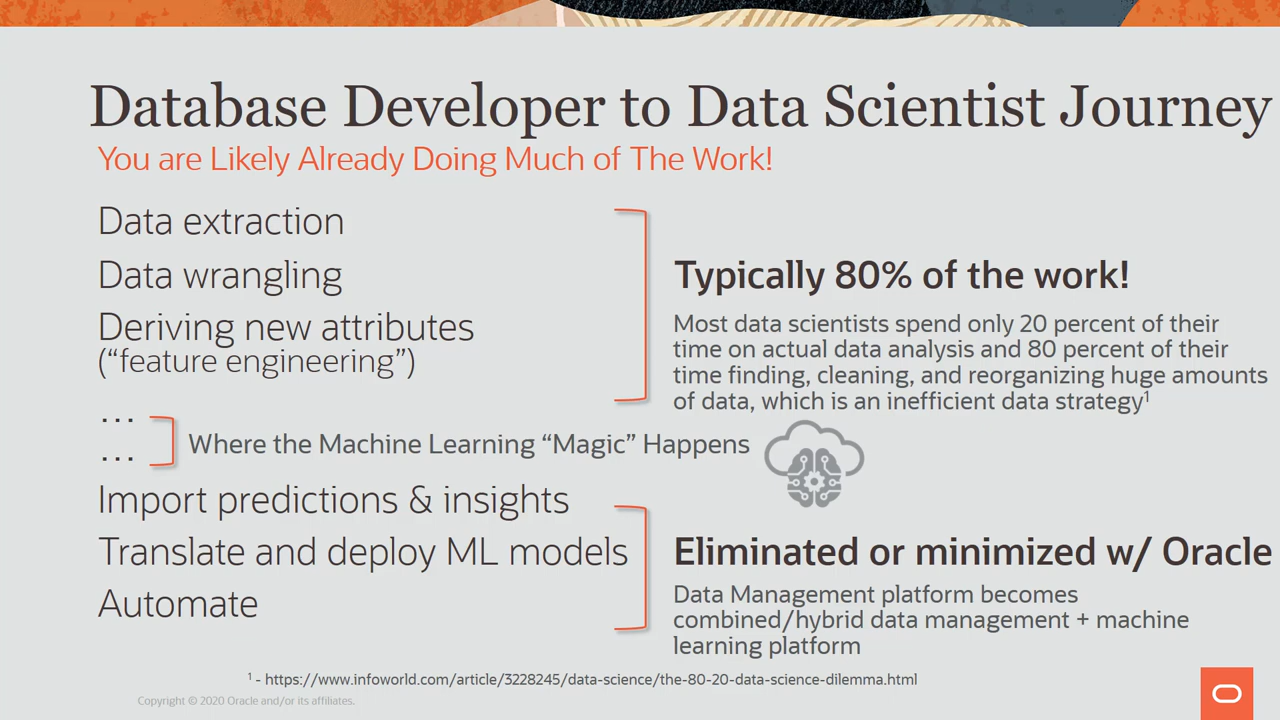 Database Developer to Data Scientist Journey
You are Likely Already Doing Much of The Work!
Data extraction
Data wrangling
Deriving new attributes
(“feature engineering”)
…
…
Import predictions & insights
Translate and deploy ML models
Automate
Typically 80% of the work!
Most data scientists spend only 20 percent of their
time on actual data analysis and 80 percent of their
time finding, cleaning, and reorganizing huge amounts
of data, which is an inefficient data strategy¹
Where the Machine Learning “Magic” Happens
Eliminated or minimized w/ Oracle
Data Management platform becomes
combined/hybrid data management + machine
learning platform
¹ - https://www.infoworld.com/article/3228245/data-science/the-80-20-data-science-dilemma.html
Copyright © 2020 Oracle and/or its affiliates.